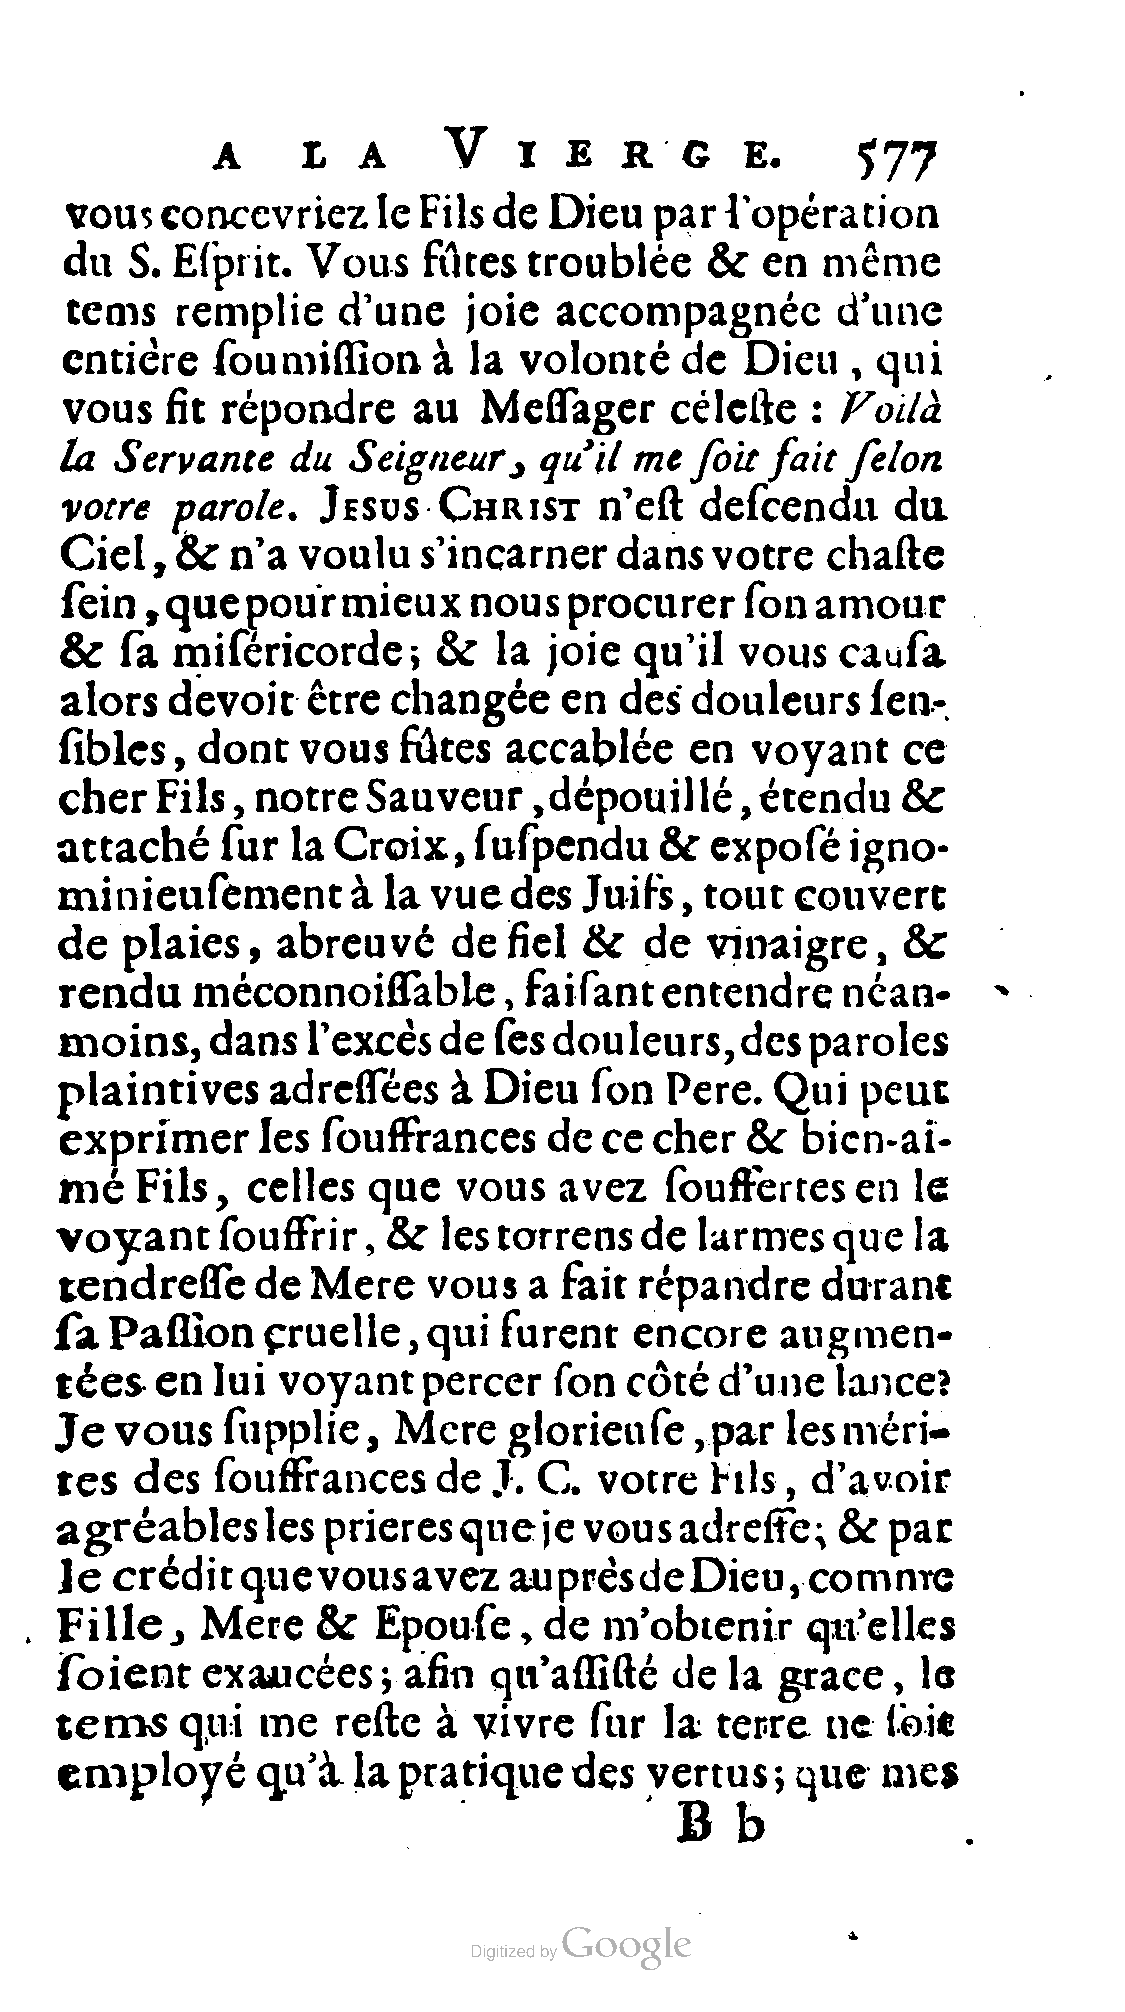 A LA VIERGE. 577
vous concevriez le Fils de Dieu par l'opération
du S. Eſprit. Vous fûtes troublée & en même
tems remplie d'une joie accompagnée d'une
entière ſoumiſſion à la volonté de Dieu, qui
vous fit répondre au Meſſager céleſte : Voilà
la Servante du Seigneur, qu'il me ſoit fait ſelon
votre parole. JESUS-CHRIST n'eſt deſcendu du
Ciel, & n'a voulu s'incarner dans votre chaſte
ſein, que pour mieux nous procurer ſon amour
& ſa miſéricorde; & la joie qu'il vous cauſa
alors devoit être changée en des douleurs ſen-
ſibles, dont vous fûtes accablée en voyant ce
cher Fils, notre Sauveur, dépouillé, étendu &
attaché ſur la Croix, ſuſpendu & expoſé igno-
minieuſement à la vue des Juifs, tout couvert
de plaies, abreuvé de fiel & de vinaigre, &
rendu méconnoiſſable, faiſant entendre néan-
moins, dans l'excès de ſes douleurs, des paroles
plaintives adreſſées à Dieu ſon Pere. Qui peut
exprimer les ſouffrances de ce cher & bien-ai-
mé Fils, celles que vous avez ſouffertes en le
voyant ſouffrir, & les torrens de larmes que la
tendreſſe de Mere vous a fait répandre durant
ſa Paſſion cruelle, qui furent encore augmen-
tées en lui voyant percer ſon côté d'une lance?
Je vous ſupplie, Mere glorieuſe, par les méri-
tes des ſouffrances de J. C. votre Fils, d'avoir
agréables les prieres que je vous adreſſe; & par
le crédit que vous avez auprès de Dieu, comme
Fille, Mere & Epouſe, de m'obtenir qu'elles
ſoient exaucées; afin qu'aſſiſté de la grace, le
tems qui me reſte à vivre ſur la terre ne ſoit
employé qu'à la pratique des vertus; que mes
B b
Digitized by Google